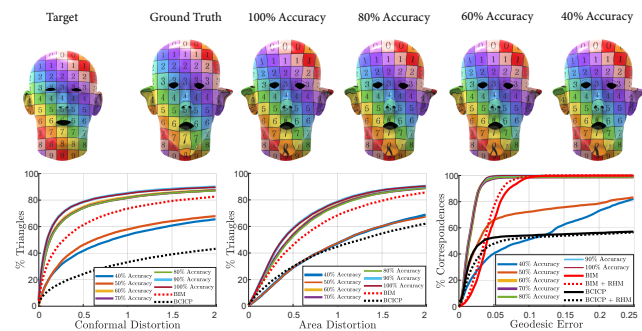 Target Ground Truth 100% Accuracy 80% Accuracy 60% Accuracy 40% Accuracy
% Triangles
100
80
60
40
20
0
0 0.5 1 1.5 2
Conformal Distortion
40% Accuracy
50% Accuracy
60% Accuracy
70% Accuracy
80% Accuracy
90% Accuracy
100% Accuracy
BIM
BCICP
% Triangles
100
80
60
40
20
0
0 0.5 1 1.5 2
Area Distortion
40% Accuracy
50% Accuracy
60% Accuracy
70% Accuracy
80% Accuracy
90% Accuracy
100% Accuracy
BIM
BCICP
% Correspondences
100
80
60
40
20
0
0 0.05 0.1 0.15 0.2 0.25
Geodesic Error
40% Accuracy
50% Accuracy
60% Accuracy
70% Accuracy
80% Accuracy
90% Accuracy
100% Accuracy
BIM
BIM + RHM
BCICP
BCICP + RHM